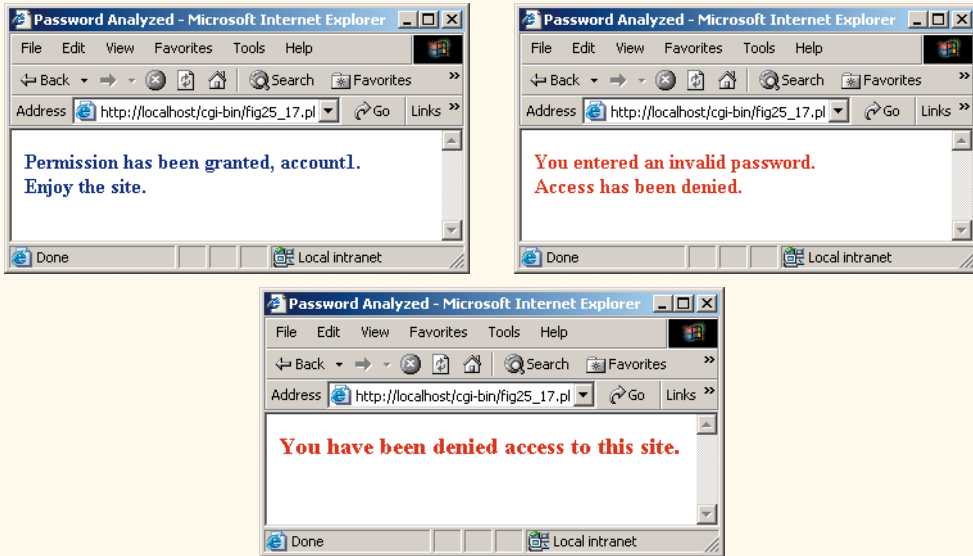 Password Analyzed - Microsoft Internet Explorer
File Edit View Favorites Tools Help
Back Search Favorites »
Address http://localhost/cgi-bin/fig25_17.pl Go Links »
Permission has been granted, account1.
Enjoy the site.
Done Local intranet
Password Analyzed - Microsoft Internet Explorer
File Edit View Favorites Tools Help
Back Search Favorites »
Address http://localhost/cgi-bin/fig25_17.pl Go Links »
You entered an invalid password.
Access has been denied.
Done Local intranet
Password Analyzed - Microsoft Internet Explorer
File Edit View Favorites Tools Help
Back Search Favorites »
Address http://localhost/cgi-bin/fig25_17.pl Go Links »
You have been denied access to this site.
Done Local intranet